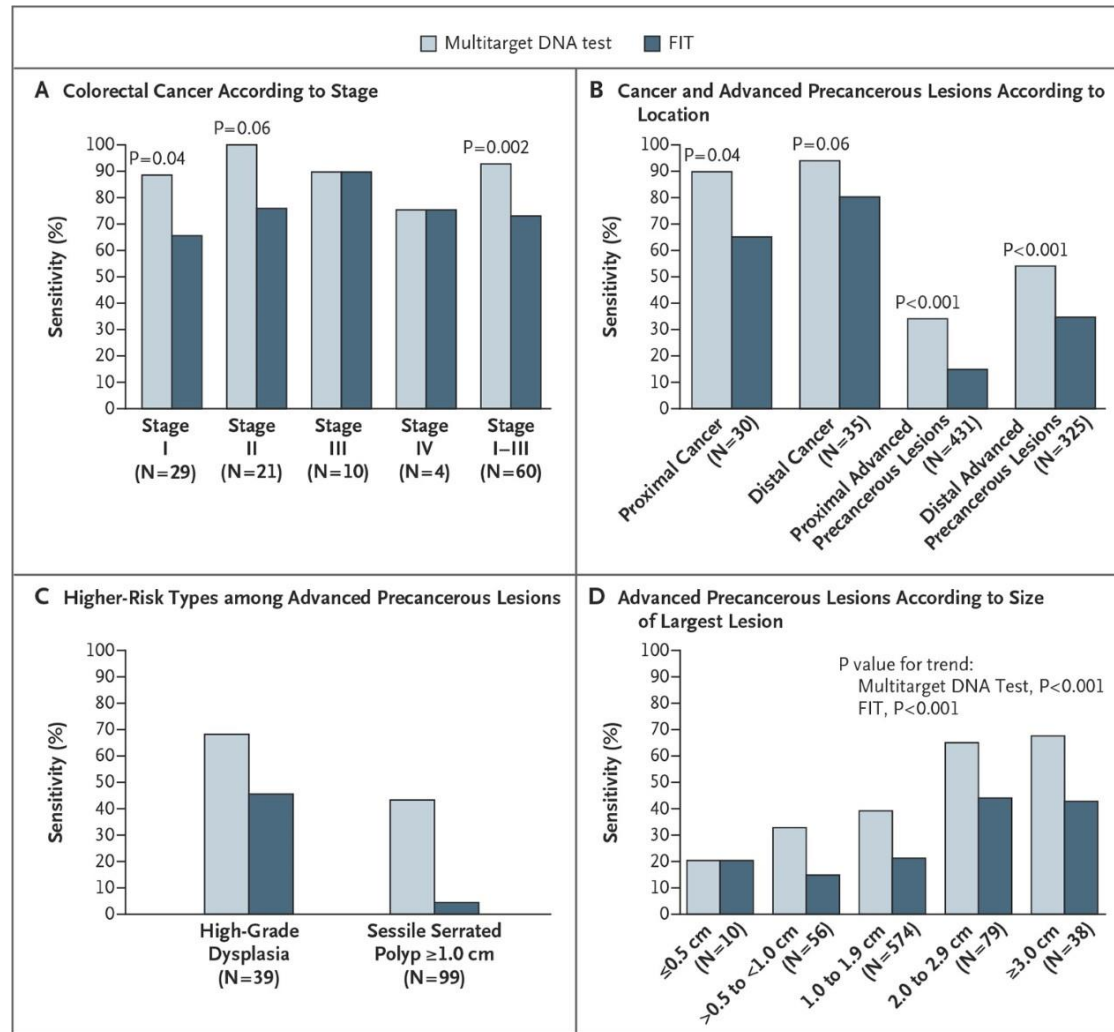 Multitarget DNA test FIT
A Colorectal Cancer According to Stage
Sensitivity (%)
100
90
80
70
60
50
40
30
20
10
0
P=0.04
P=0.06
P=0.002
Stage I (N=29)
Stage II (N=21)
Stage III (N=10)
Stage IV (N=4)
Stage I–III (N=60)
B Cancer and Advanced Precancerous Lesions According to
Location
Sensitivity (%)
100
90
80
70
60
50
40
30
20
10
0
P=0.04
P=0.06
P<0.001
P<0.001
Proximal Cancer
(N=30)
Distal Cancer
(N=35)
Proximal Advanced
Precancerous Lesions
(N=431)
Distal Advanced
Precancerous Lesions
(N=325)
C Higher-Risk Types among Advanced Precancerous Lesions
Sensitivity (%)
100
90
80
70
60
50
40
30
20
10
0
High-Grade
Dysplasia
(N=39)
Sessile Serrated
Polyp ≥1.0 cm
(N=99)
D Advanced Precancerous Lesions According to Size
of Largest Lesion
Sensitivity (%)
100
90
80
70
60
50
40
30
20
10
0
P value for trend:
Multitarget DNA Test, P<0.001
FIT, P<0.001
≤0.5 cm
(N=10)
>0.5 to <1.0 cm
(N=56)
1.0 to 1.9 cm
(N=574)
2.0 to 2.9 cm
(N=79)
≥3.0 cm
(N=38)